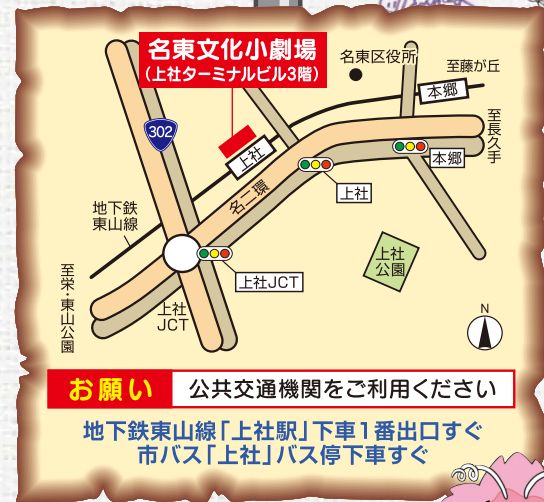 名東文化小劇場
(上社ターミナルビル3階)
名東区役所
至藤が丘
本郷
302
上社
至長久手
本郷
上社
名二環
地下鉄
東山線
上社
公園
上社JCT
至栄・東山公園
上社
JCT
N
お願い 公共交通機関をご利用ください
地下鉄東山線「上社駅」下車1番出口すぐ
市バス「上社」バス停下車すぐ